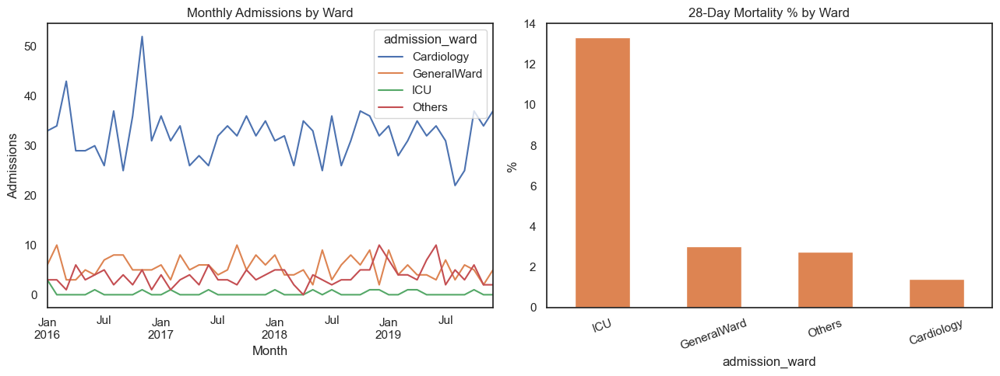 Monthly Admissions by Ward
Admissions
50
40
30
20
10
0
admission_ward
Cardiology
GeneralWard
ICU
Others
Jan Jul Jan Jul Jan Jul Jan Jul
2016 2017 2018 2019
Month
28-Day Mortality % by Ward
%
14
12
10
8
6
4
2
0
ICU GeneralWard Others Cardiology
admission_ward